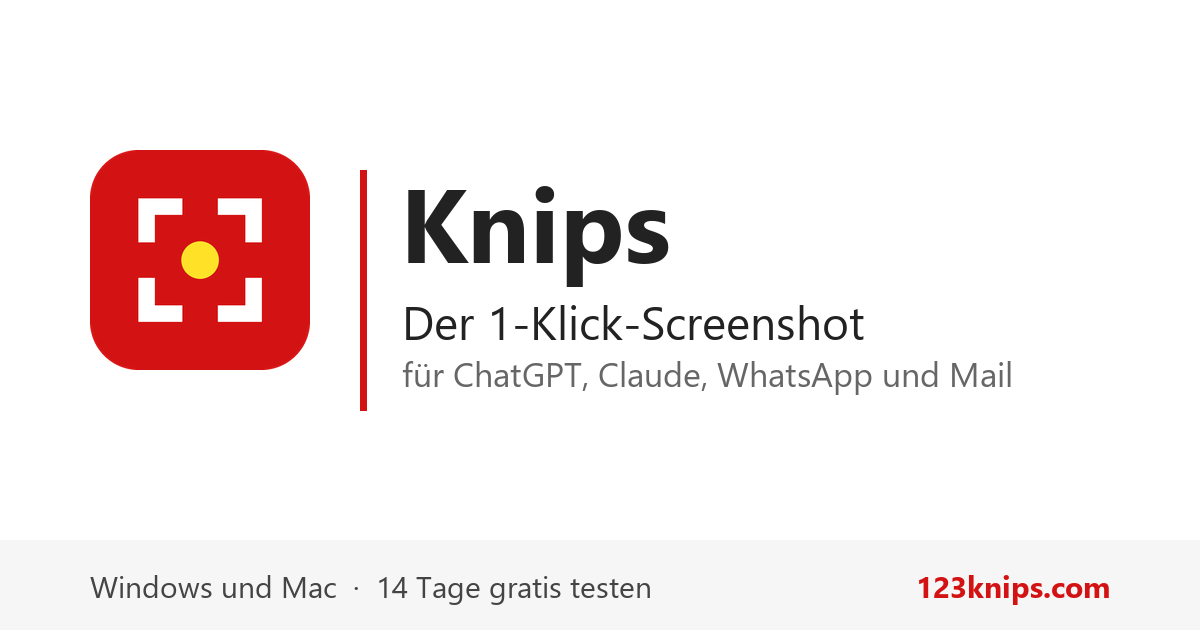 Knips
Der 1-Klick-Screenshot
für ChatGPT, Claude, WhatsApp und Mail
Windows und Mac · 14 Tage gratis testen
123knips.com